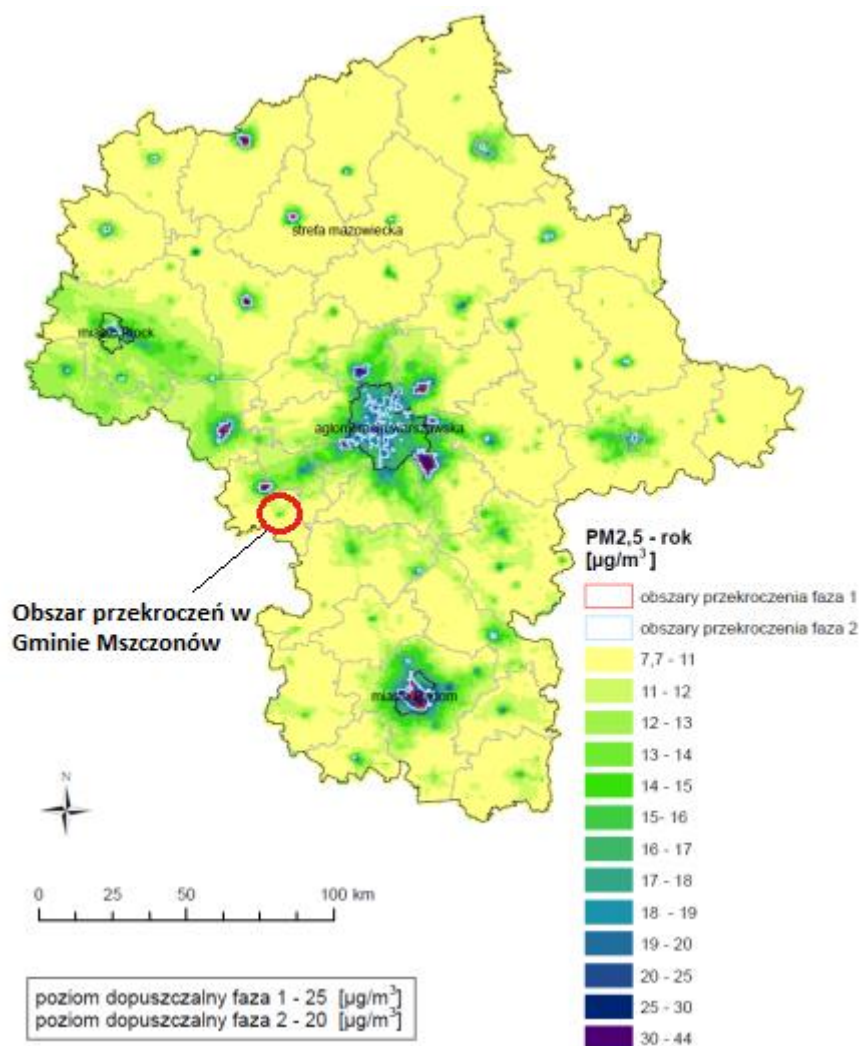 strefa mazowiecka
aglomeracja warszawska
Obszar przekroczeń w
Gminie Mszczonów
N
0 25 50 100 km
poziom dopuszczalny faza 1 - 25 [µg/m³]
poziom dopuszczalny faza 2 - 20 [µg/m³]
PM2,5 - rok
[µg/m³ ]
obszary przekroczenia faza 1
obszary przekroczenia faza 2
7,7 - 11
11 - 12
12 - 13
13 - 14
14 - 15
15- 16
16 - 17
17 - 18
18 - 19
19 - 20
20 - 25
25 - 30
30 - 44